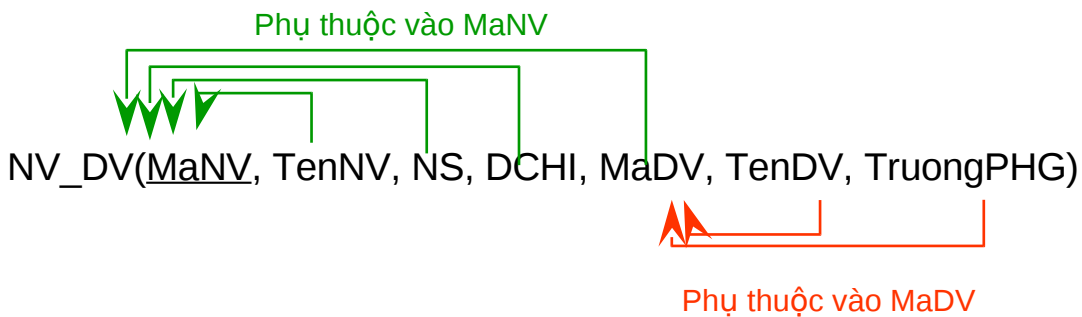 Phụ thuộc vào MaNV
NV_DV(MaNV, TenNV, NS, DCHI, MaDV, TenDV, TruongPHG)
Phụ thuộc vào MaDV